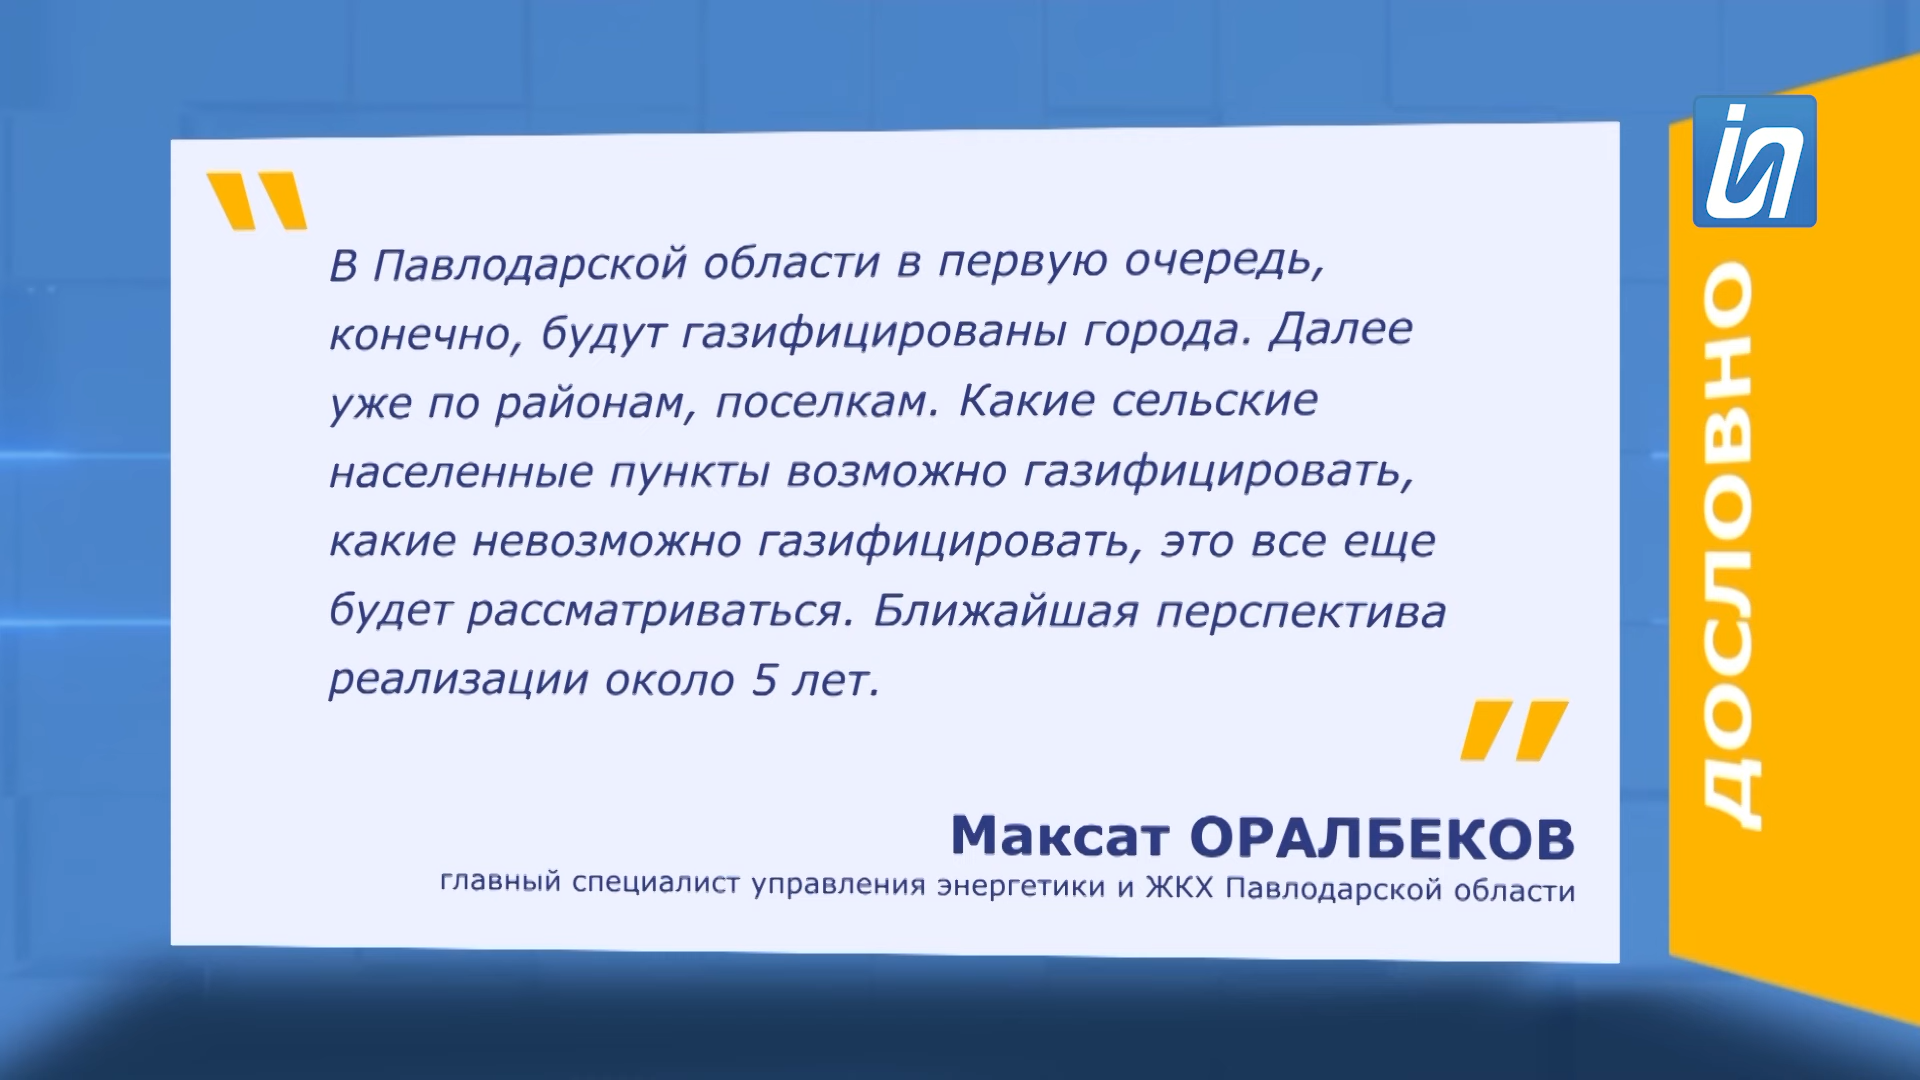 В Павлодарской области в первую очередь,
конечно, будут газифицированы города. Далее
уже по районам, поселкам. Какие сельские
населенные пункты возможно газифицировать,
какие невозможно газифицировать, это все еще
будет рассматриваться. Ближайшая перспектива
реализации около 5 лет.
Максат ОРАЛБЕКОВ
главный специалист управления энергетики и ЖКХ Павлодарской области
ДОСЛОВНО